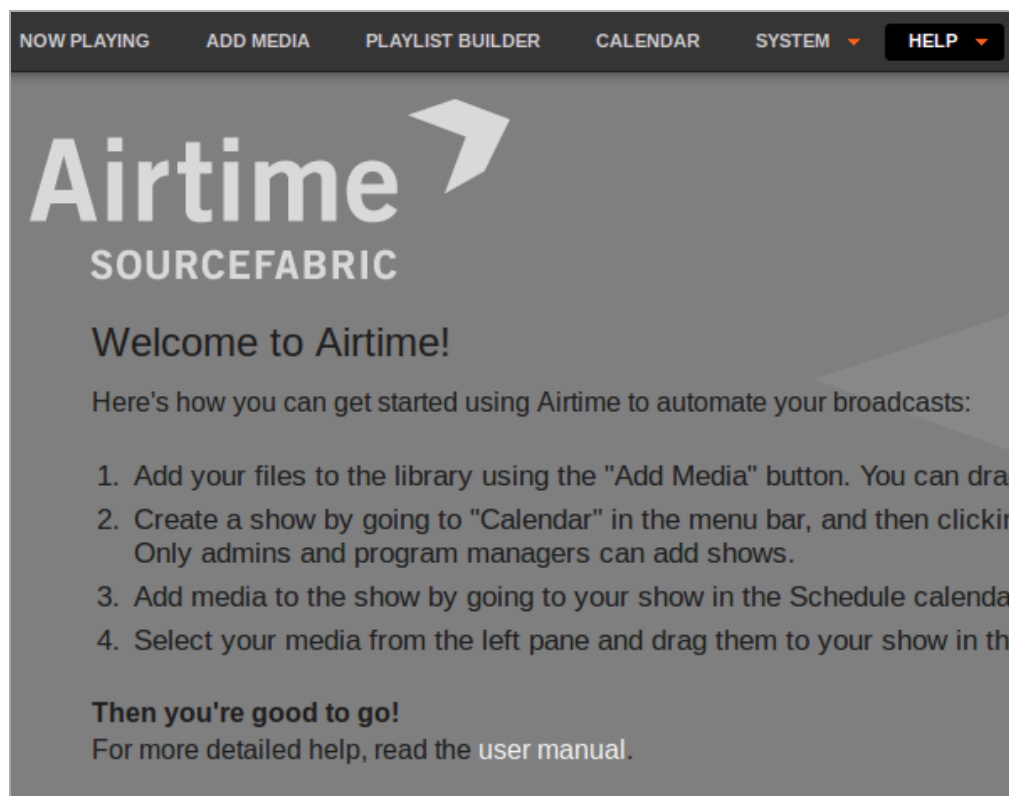 NOW PLAYING ADD MEDIA PLAYLIST BUILDER CALENDAR SYSTEM HELP
Airtime
SOURCEFABRIC
Welcome to Airtime!
Here's how you can get started using Airtime to automate your broadcasts:
1. Add your files to the library using the "Add Media" button. You can dra
2. Create a show by going to "Calendar" in the menu bar, and then clickin
Only admins and program managers can add shows.
3. Add media to the show by going to your show in the Schedule calenda
4. Select your media from the left pane and drag them to your show in th
Then you're good to go!
For more detailed help, read the user manual.